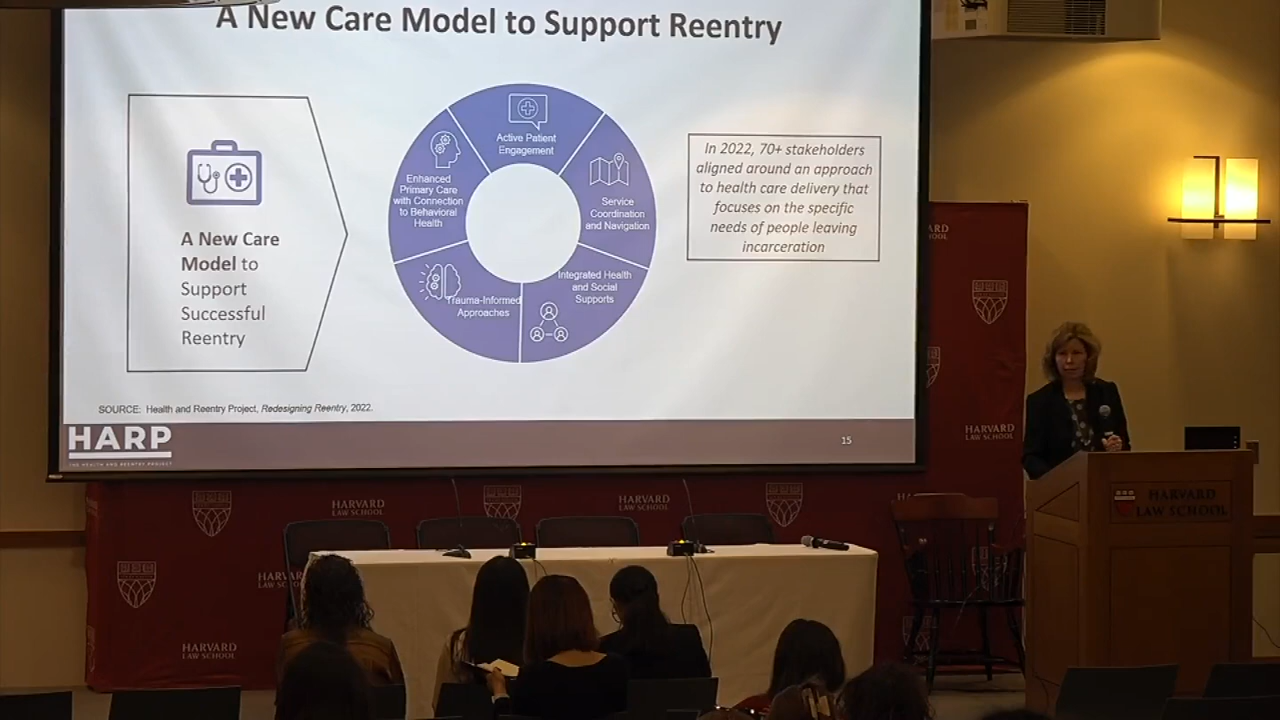 A New Care Model to Support Reentry
A New Care
Model to
Support
Successful
Reentry
Active Patient
Engagement
Service
Coordination
and Navigation
Integrated Health
and Social
Supports
Trauma-Informed
Approaches
Enhanced
Primary Care
with Connection
to Behavioral
Health
In 2022, 70+ stakeholders
aligned around an approach
to health care delivery that
focuses on the specific
needs of people leaving
incarceration
SOURCE: Health and Reentry Project, Redesigning Reentry, 2022.
HARP
THE HEALTH AND REENTRY PROJECT
15
HARVARD
LAW SCHOOL
HARVARD
LAW SCHOOL
HARVARD
LAW SCHOOL
HARVARD
LAW SCHOOL
HARVARD
LAW SCHOOL
HARVARD
LAW SCHOOL